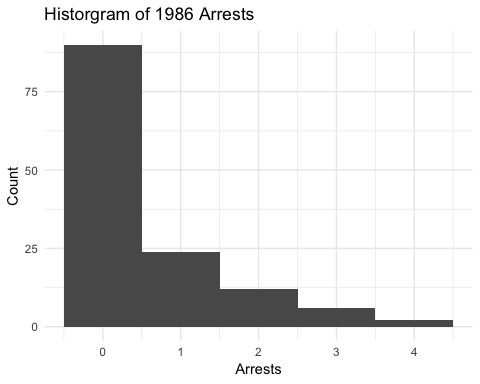 Historgram of 1986 Arrests
75
50
25
0
Count
0 1 2 3 4
Arrests